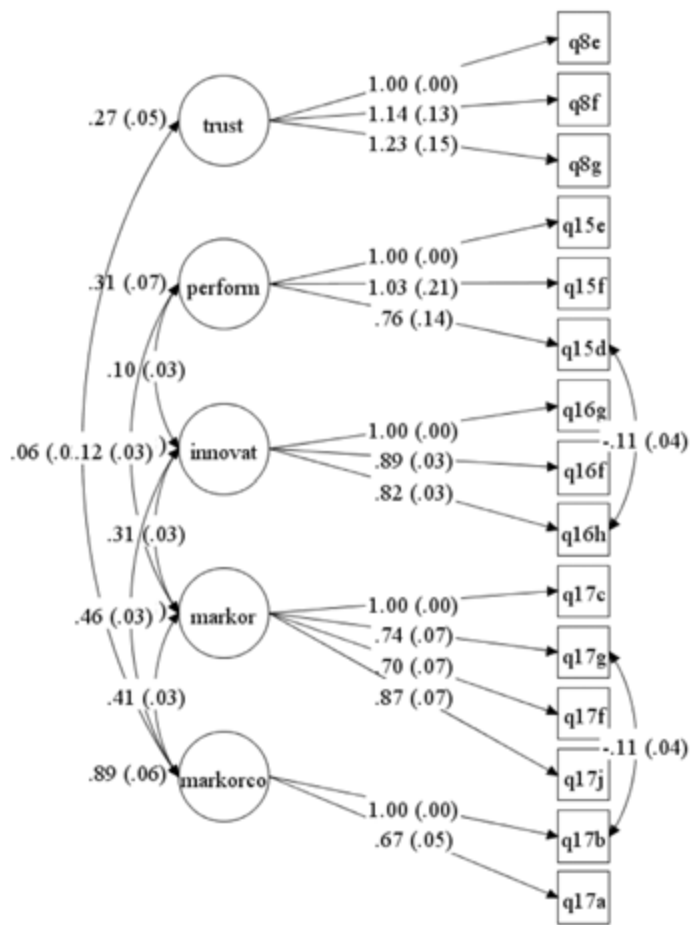 q8e
1.00 (.00)
.27 (.05)
trust
1.14 (.13)
q8f
1.23 (.15)
q8g
q15e
1.00 (.00)
.31 (.07)
perform
1.03 (.21)
q15f
.76 (.14)
q15d
.10 (.03)
q16g
1.00 (.00)
-.11 (.04)
.06 (.0
.12 (.03)
)
innovat
.89 (.03)
q16f
.82 (.03)
q16h
.31 (.03)
q17c
1.00 (.00)
.46 (.03)
)
markor
.74 (.07)
q17g
.70 (.07)
.87 (.07)
q17f
.41 (.03)
-.11 (.04)
.89 (.06)
markorco
q17j
1.00 (.00)
q17b
.67 (.05)
q17a